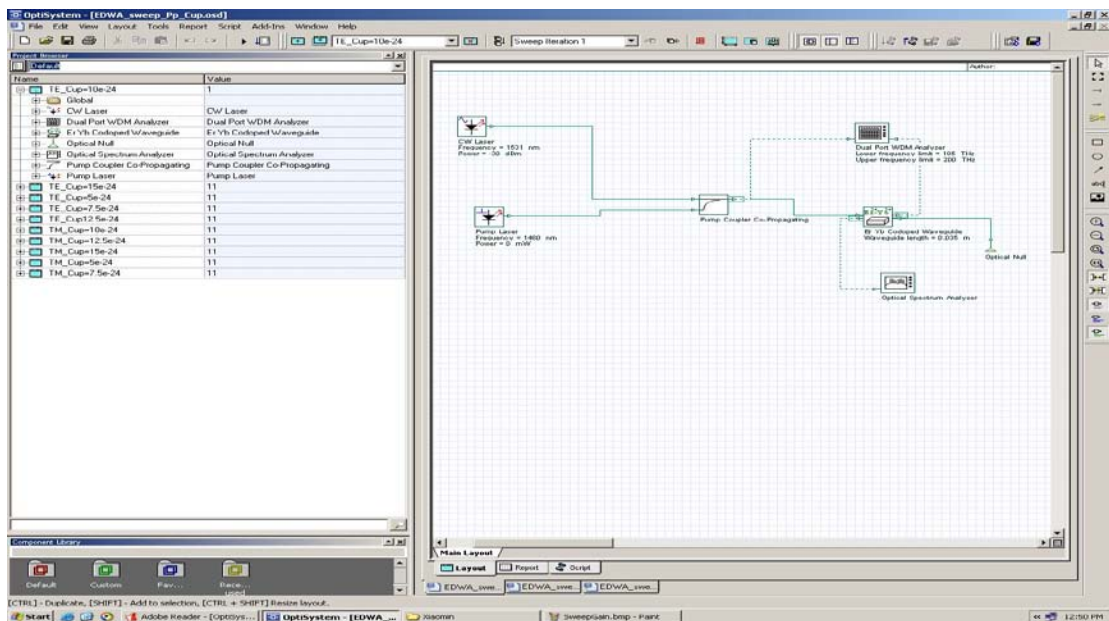 OptiSystem - [EDWA_sweep_Pp_Cup.osd]
File Edit View Layout Tools Report Script Add-Ins Window Help
TE_Cup=10e-24 Sweep Iteration 1
Project Browser
Default
Name Value
TE_Cup=10e-24 1
Global
CW Laser CW Laser
Dual Port WDM Analyzer Dual Port WDM Analyzer
Er Yb Codoped Waveguide Er Yb Codoped Waveguide
Optical Null Optical Null
Optical Spectrum Analyzer Optical Spectrum Analyzer
Pump Coupler Co-Propagating Pump Coupler Co-Propagating
Pump Laser Pump Laser
TE_Cup=15e-24 11
TE_Cup=5e-24 11
TE_Cup=7.5e-24 11
TE_Cup12.5e-24 11
TM_Cup=10e-24 11
TM_Cup=12.5e-24 11
TM_Cup=15e-24 11
TM_Cup=5e-24 11
TM_Cup=7.5e-24 11
Author:
CW Laser
Frequency = 1531 nm
Power = -30 dBm
Dual Port WDM Analyzer
Lower frequency limit = 185 THz
Upper frequency limit = 200 THz
Pump Coupler Co-Propagating
Pump Laser
Frequency = 1480 nm
Power = 0 mW
Er Yb Codoped Waveguide
Waveguide length = 0.035 m
Optical Null
Optical Spectrum Analyzer
Main Layout
Layout Report Script
Component Library
Default Custom Fav... Rece... used
EDWA_swe... EDWA_swe... EDWA_swe...
[CTRL] - Duplicate, [SHIFT] - Add to selection, [CTRL + SHIFT] Resize layout.
Start Adobe Reader - [OptiSys... OptiSystem - [EDWA_... Xiaomin SweepGain.bmp - Paint 12:50 PM